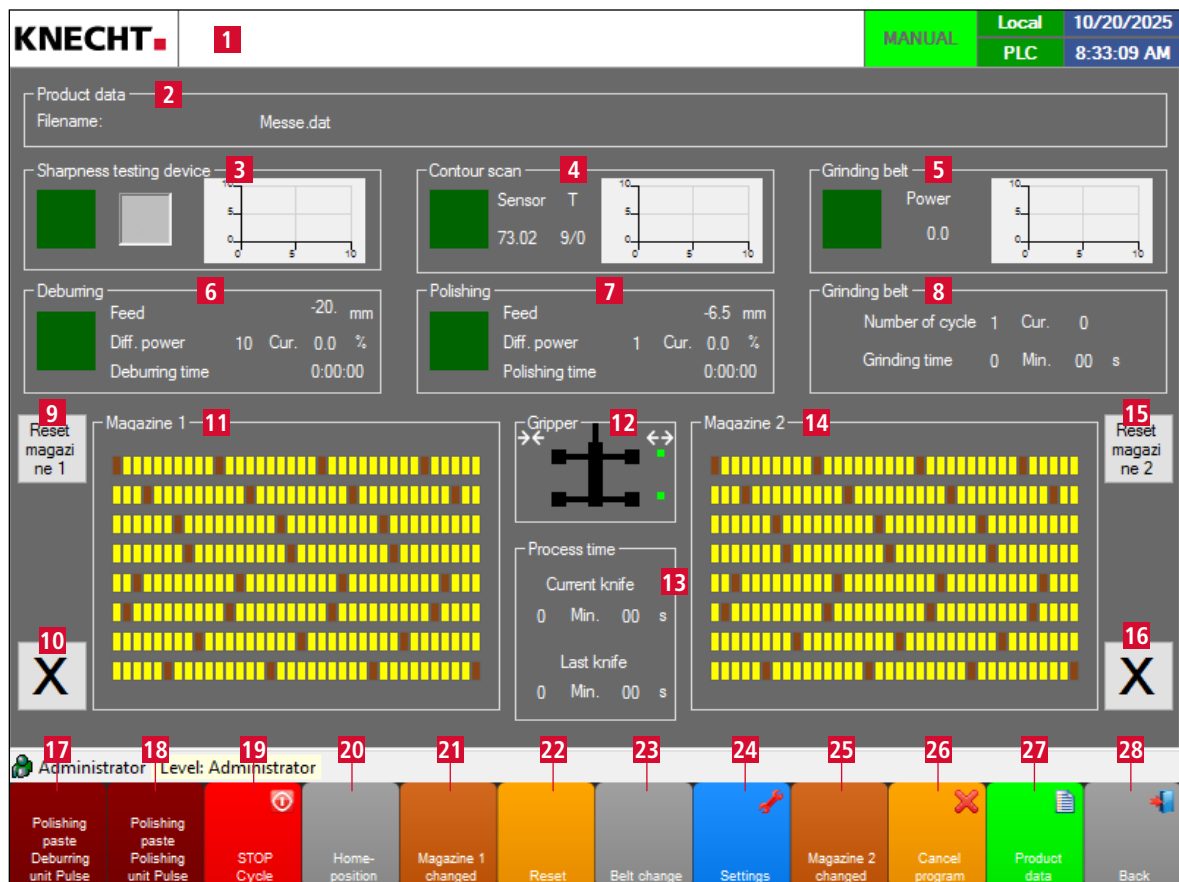 KNECHT
1
MANUAL
Local
10/20/2025
PLC
8:33:09 AM
Product data
2
Filename:
Messe.dat
Sharpness testing device
3
10
5
0
0
5
10
Contour scan
4
Sensor T
73.02 9/0
10
5
0
0
5
10
Grinding belt
5
Power
0.0
10
5
0
0
5
10
Deburring
6
Feed -20. mm
Diff. power 10 Cur. 0.0 %
Deburring time 0:00:00
Polishing
7
Feed -6.5 mm
Diff. power 1 Cur. 0.0 %
Polishing time 0:00:00
Grinding belt
8
Number of cycle 1 Cur. 0
Grinding time 0 Min. 00 s
9
Reset
magazi
ne 1
10
X
Magazine 1
11
Gripper
12
Process time
13
Current knife
0 Min. 00 s
Last knife
0 Min. 00 s
Magazine 2
14
15
Reset
magazi
ne 2
16
X
Administrator
Level: Administrator
17
Polishing
paste
Deburring
unit Pulse
18
Polishing
paste
Polishing
unit Pulse
19
STOP
Cycle
20
Home-
position
21
Magazine 1
changed
22
Reset
23
Belt change
24
Settings
25
Magazine 2
changed
26
Cancel
program
27
Product
data
28
Back